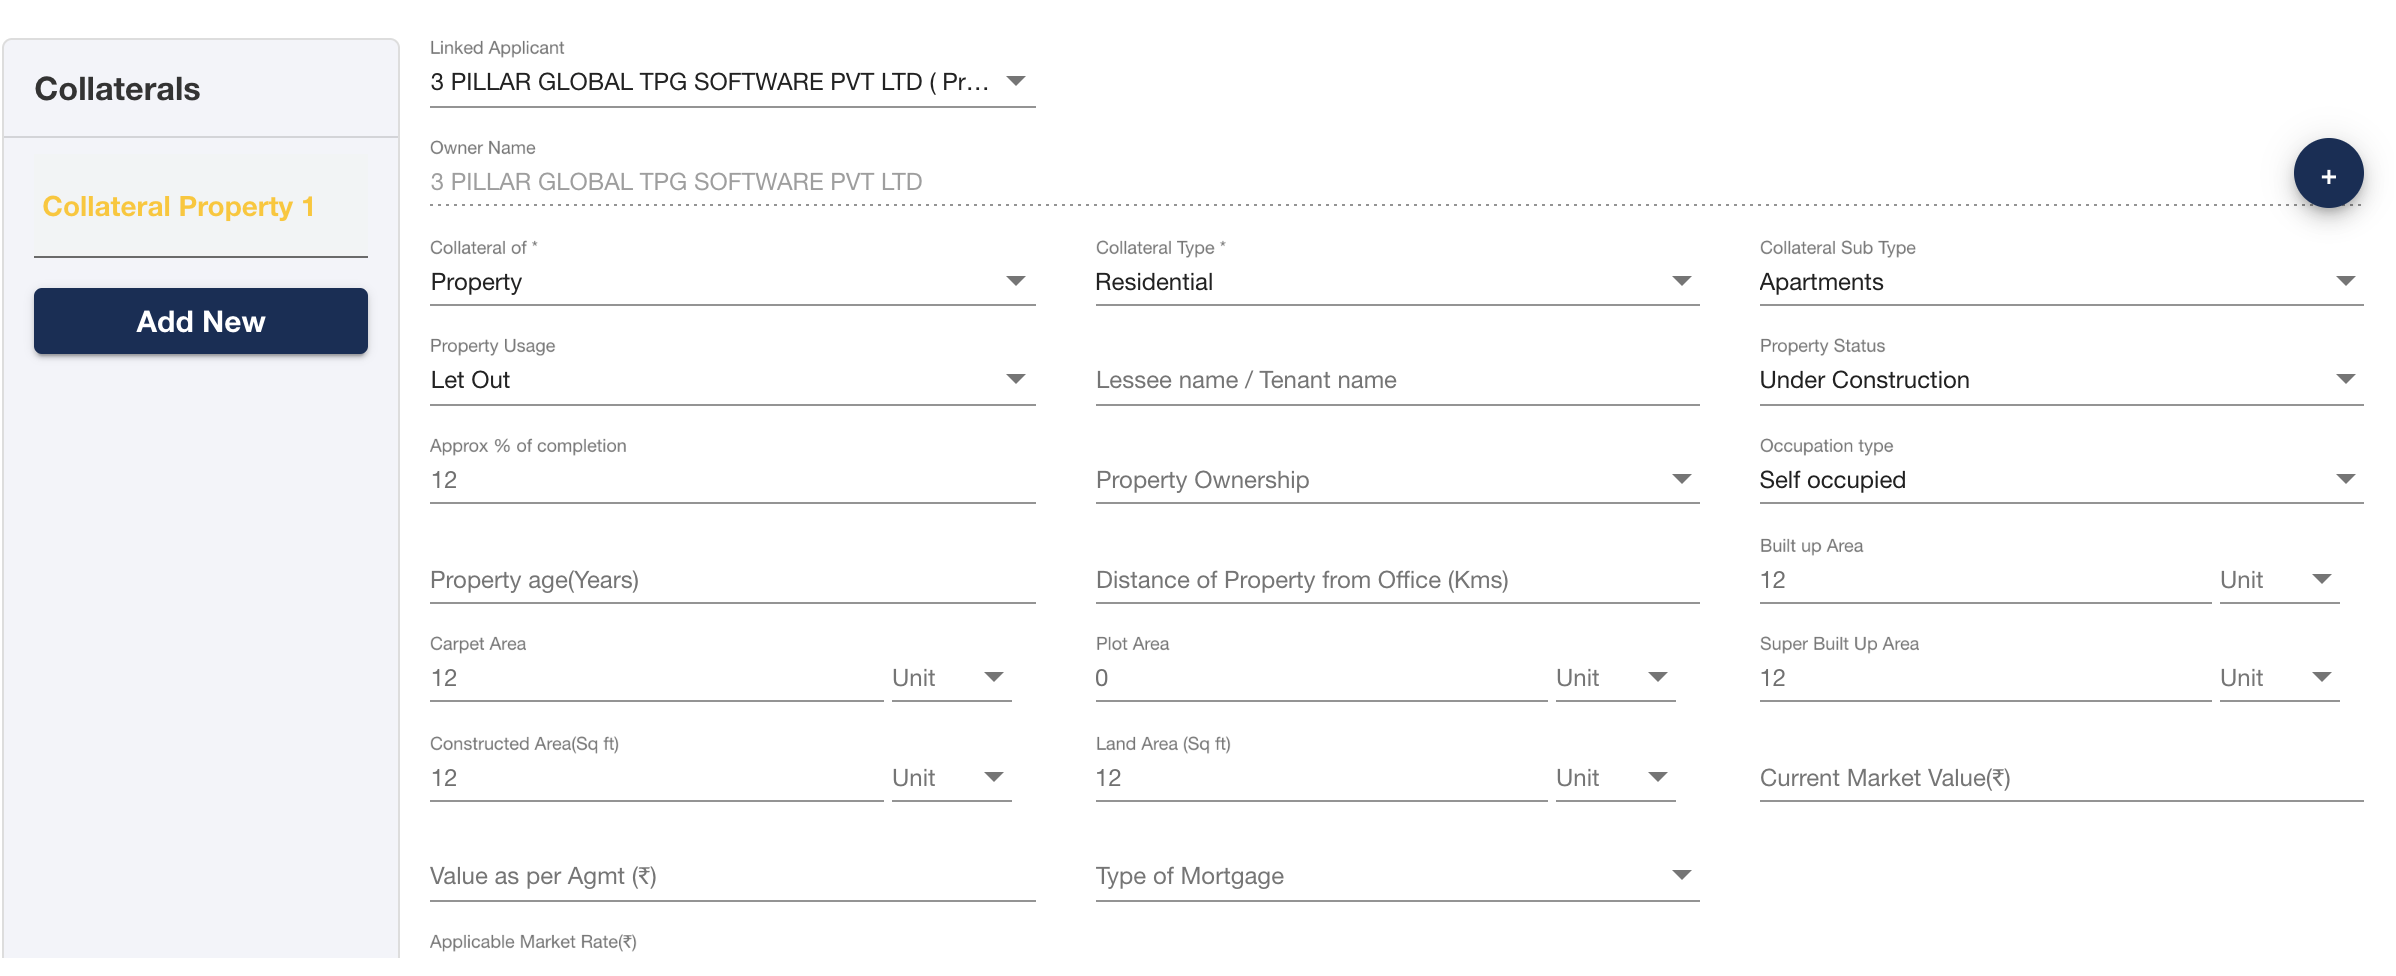 Collaterals
Collateral Property 1
Add New
Linked Applicant
3 PILLAR GLOBAL TPG SOFTWARE PVT LTD ( Pr...
Owner Name
3 PILLAR GLOBAL TPG SOFTWARE PVT LTD
+
Collateral of *
Property
Collateral Type *
Residential
Collateral Sub Type
Apartments
Property Usage
Let Out
Lessee name / Tenant name
Property Status
Under Construction
Approx % of completion
12
Property Ownership
Occupation type
Self occupied
Property age(Years)
Distance of Property from Office (Kms)
Built up Area
12 Unit
Carpet Area
12 Unit
Plot Area
0 Unit
Super Built Up Area
12 Unit
Constructed Area(Sq ft)
12 Unit
Land Area (Sq ft)
12 Unit
Current Market Value(₹)
Value as per Agmt (₹)
Type of Mortgage
Applicable Market Rate(₹)